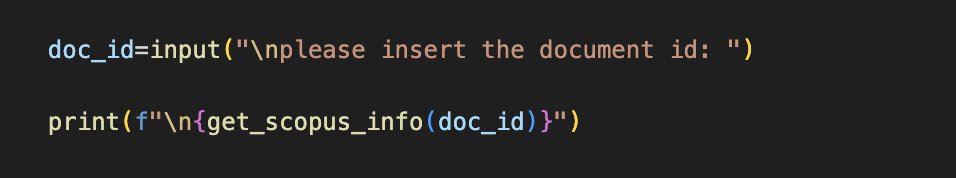 doc_id=input("\nplease insert the document id: ")
print(f"\n{get_scopus_info(doc_id)}")